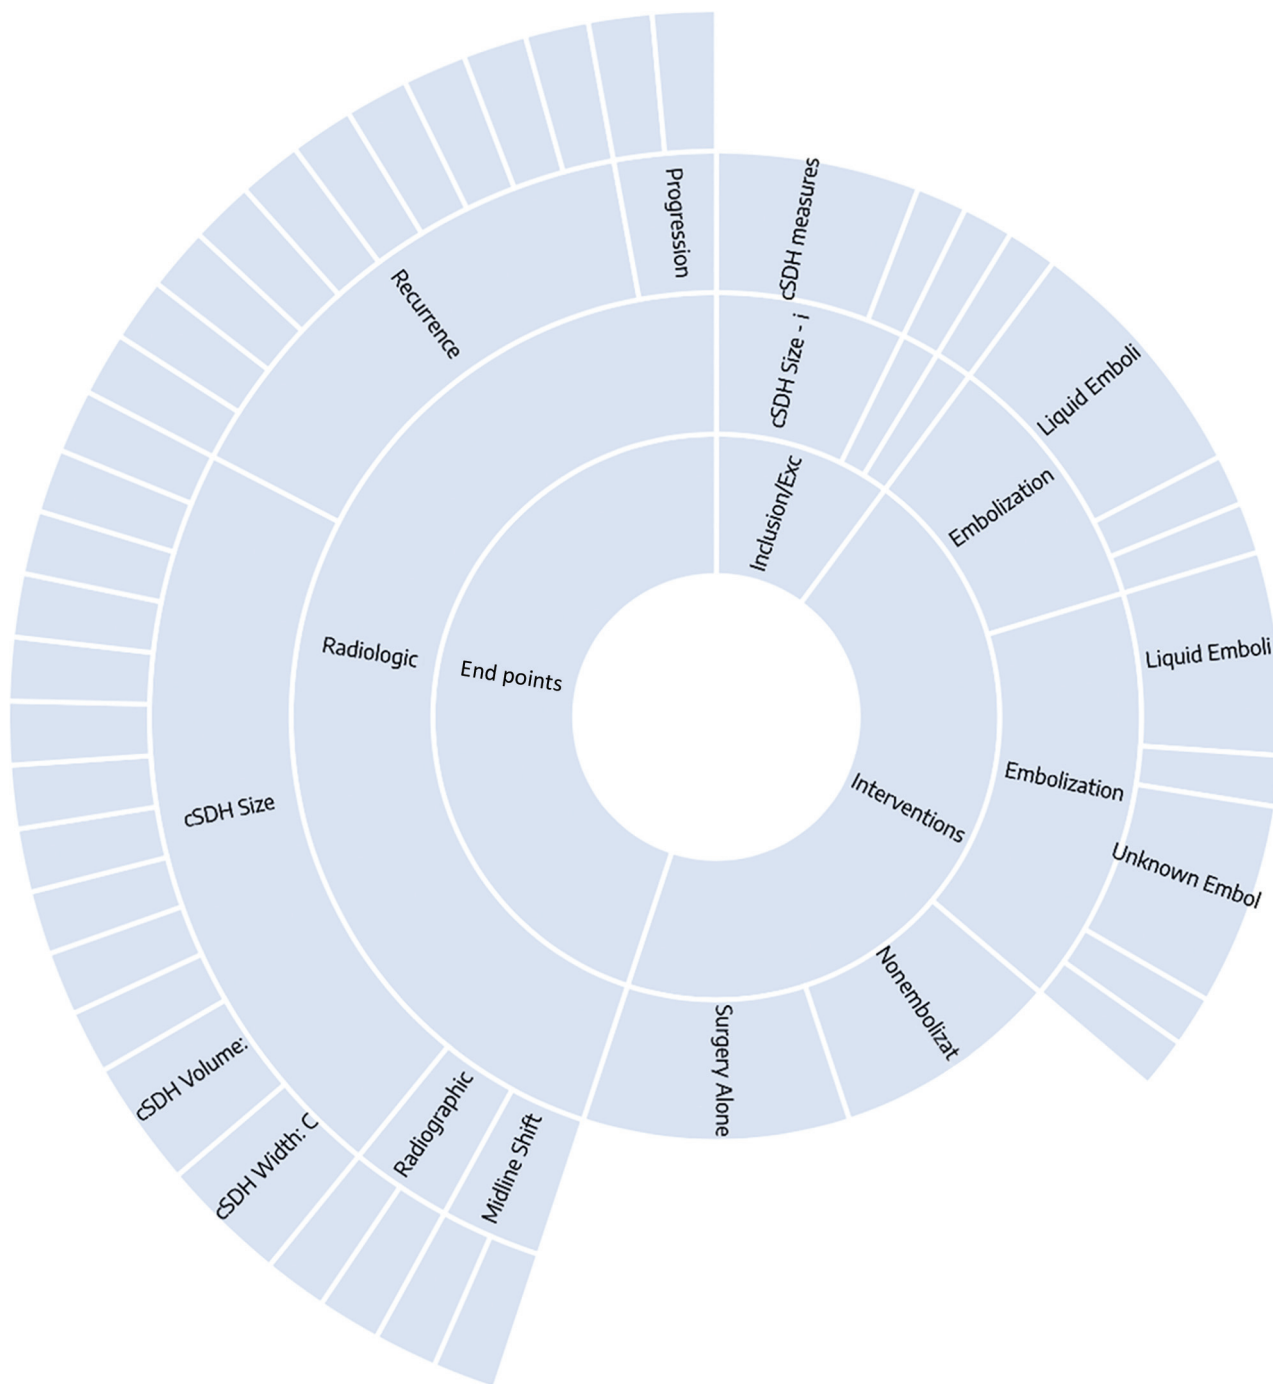 Progression
cSDH measures
Recurrence
cSDH Size - i
Liquid Emboli
Inclusion/Exc
Embolization
Radiologic
End points
Liquid Emboli
Interventions
Embolization
cSDH Size
Unknown Embol
Nonembolizat
Surgery Alone
cSDH Volume:
cSDH Width: C
Radiographic
Midline Shift